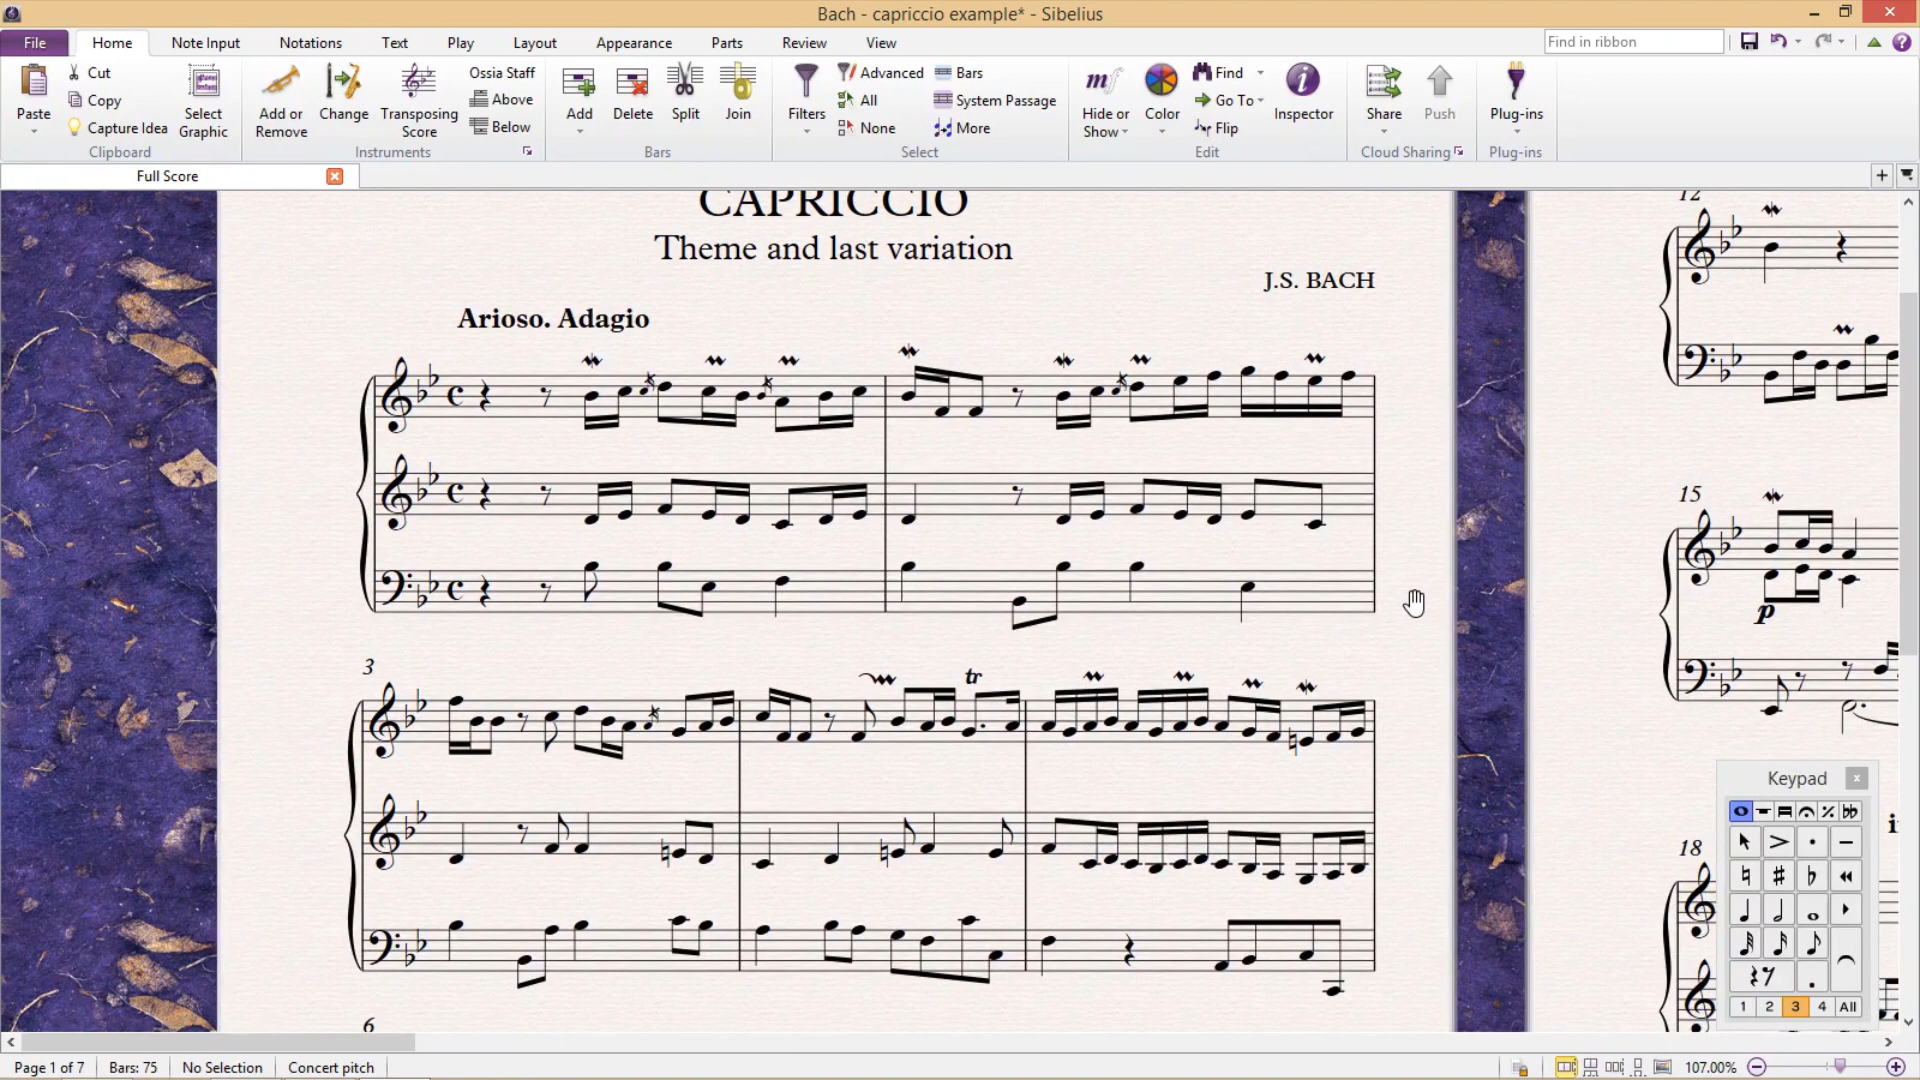 Bach - capriccio example* - Sibelius
File Home Note Input Notations Text Play Layout Appearance Parts Review View Find in ribbon
Paste Cut Copy Capture Idea Select Graphic
Clipboard
Add or Remove Change Transposing Score Ossia Staff Above Below
Instruments
Add Delete Split Join
Bars
Filters Advanced All None Bars System Passage More
Select
Hide or Show Color Find Go To Flip Inspector
Edit
Share Push
Cloud Sharing
Plug-ins
Plug-ins
Full Score
CAPRICCIO
Theme and last variation
J.S. BACH
Arioso. Adagio
3
tr
6
12
15
p
18
Keypad
1 2 3 4 All
Page 1 of 7 Bars: 75 No Selection Concert pitch 107.00%